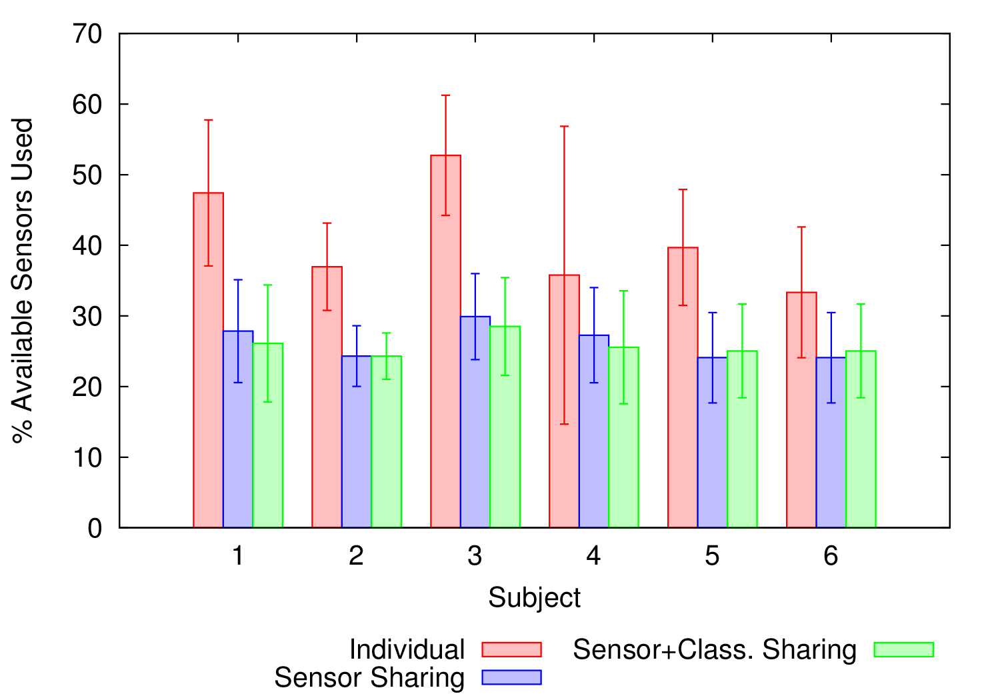 % Available Sensors Used
70
60
50
40
30
20
10
0
1 2 3 4 5 6
Subject
Individual
Sensor Sharing
Sensor+Class. Sharing